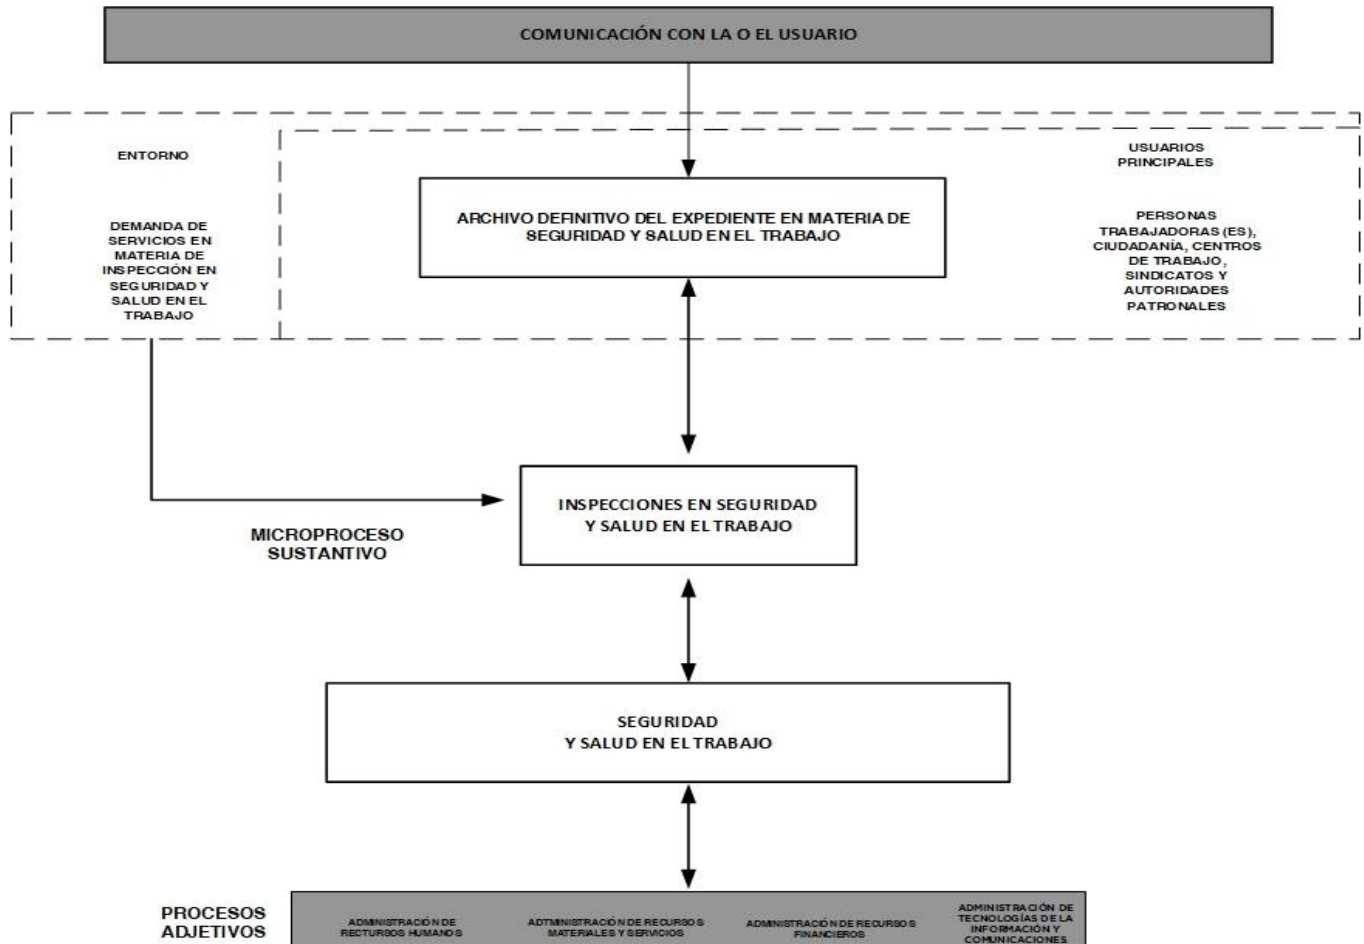 COMUNICACIÓN CON LA O EL USUARIO
ENTORNO
DEMANDA DE
SERVICIOS EN
MATERIA DE
INSPECCIÓN EN
SEGURIDAD Y
SALUD EN EL
TRABAJO
ARCHIVO DEFINITIVO DEL EXPEDIENTE EN MATERIA DE
SEGURIDAD Y SALUD EN EL TRABAJO
USUARIOS
PRINCIPALES
PERSONAS
TRABAJADORAS (ES),
CIUDADANÍA, CENTROS
DE TRABAJO,
SINDICATOS Y
AUTORIDADES
PATRONALES
INSPECCIONES EN SEGURIDAD
Y SALUD EN EL TRABAJO
MICROPROCESO
SUSTANTIVO
SEGURIDAD
Y SALUD EN EL TRABAJO
PROCESOS
ADJETIVOS
ADMINISTRACIÓN DE
RECTURSOS HUMANOS
ADTMINISTRACIÓN DE RECURSOS
MATERIALES Y SERVICIOS
ADMINISTRACIÓN DE RECURSOS
FINANCIEROS
ADMINISTRACIÓN DE
TECNOLOGÍAS DE LA
INFORMACIÓN Y
COMUNICACIONES